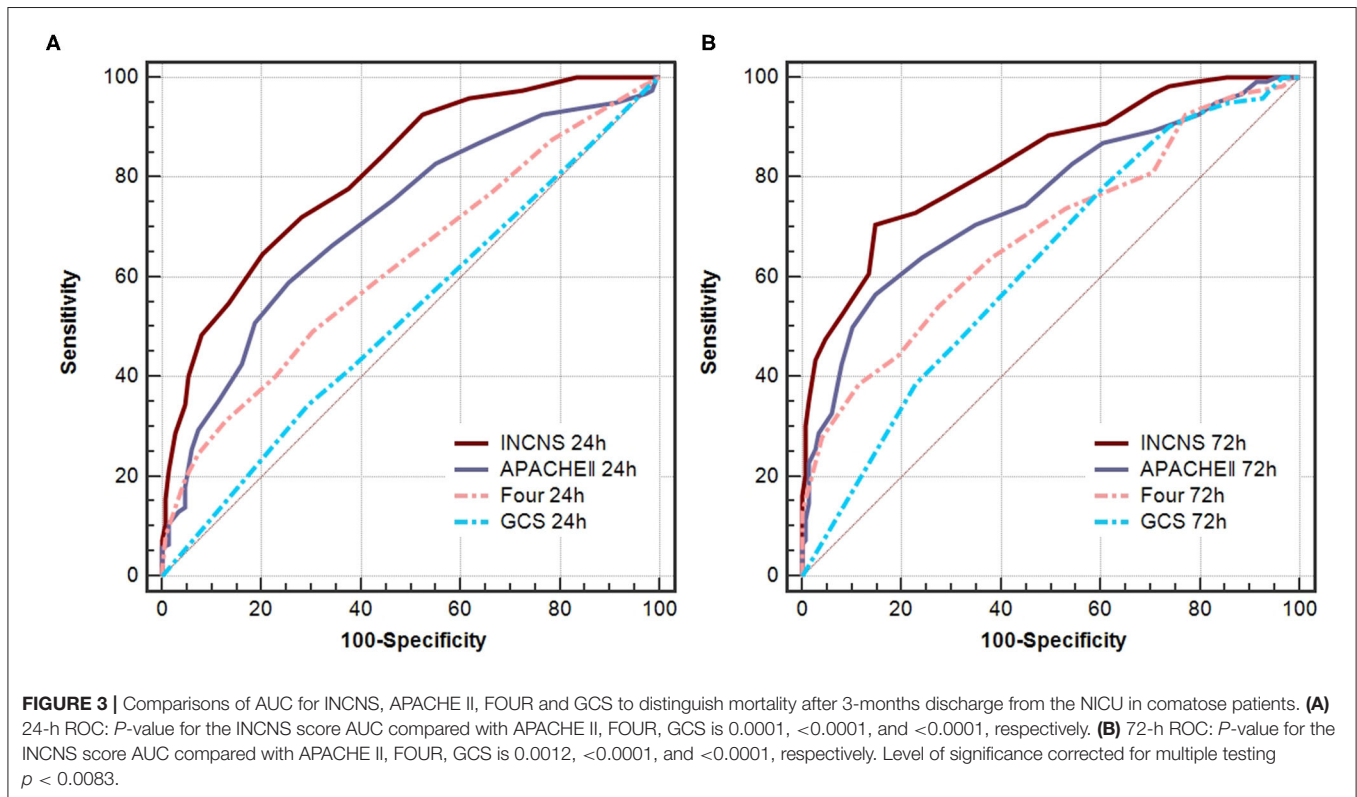 A
B
100
80
60
40
20
0
Sensitivity
INCNS 24h
APACHEII 24h
Four 24h
GCS 24h
0 20 40 60 80 100
100-Specificity
100
80
60
40
20
0
Sensitivity
INCNS 72h
APACHEII 72h
Four 72h
GCS 72h
0 20 40 60 80 100
100-Specificity
FIGURE 3 | Comparisons of AUC for INCNS, APACHE II, FOUR and GCS to distinguish mortality after 3-months discharge from the NICU in comatose patients. (A)
24-h ROC: P-value for the INCNS score AUC compared with APACHE II, FOUR, GCS is 0.0001, <0.0001, and <0.0001, respectively. (B) 72-h ROC: P-value for the
INCNS score AUC compared with APACHE II, FOUR, GCS is 0.0012, <0.0001, and <0.0001, respectively. Level of significance corrected for multiple testing
p < 0.0083.